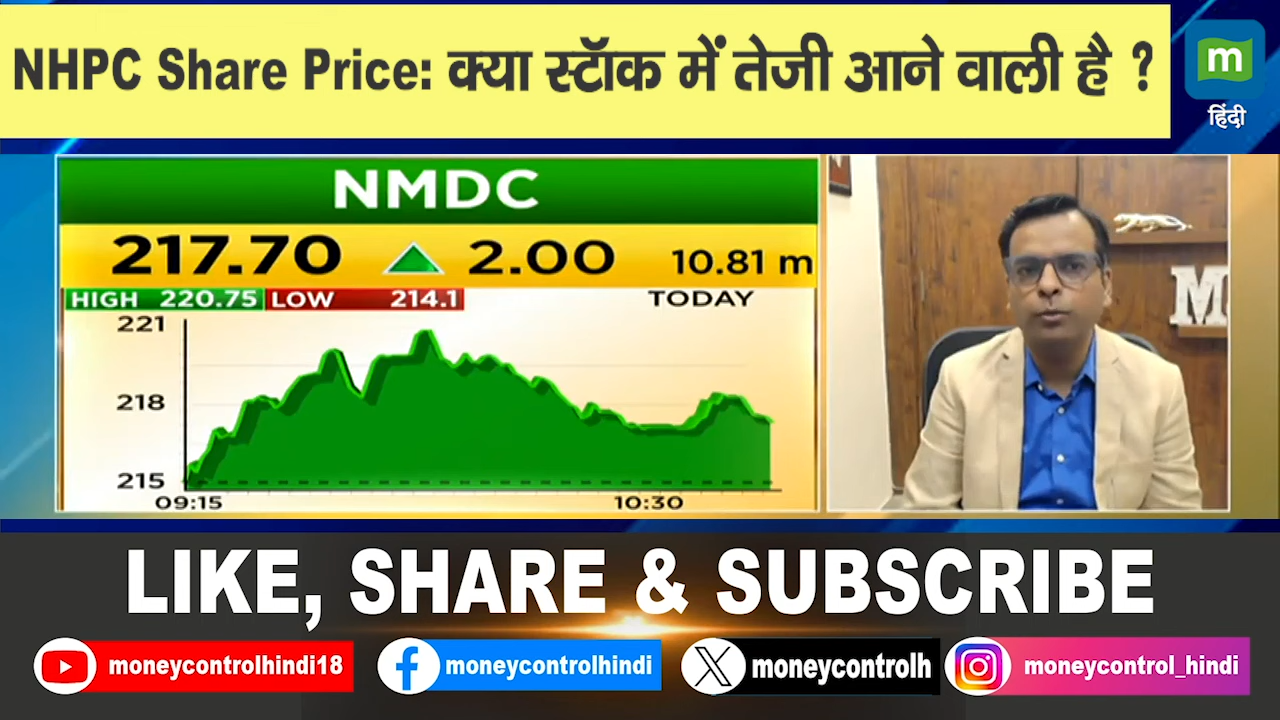 NHPC Share Price: क्या स्टॉक में तेजी आने वाली है ?
m
हिंदी
NMDC
217.70 2.00 10.81 m
HIGH 220.75 LOW 214.1 TODAY
221
218
215
09:15 10:30
M
LIKE, SHARE & SUBSCRIBE
moneycontrolhindi18 moneycontrolhindi moneycontrolh moneycontrol_hindi